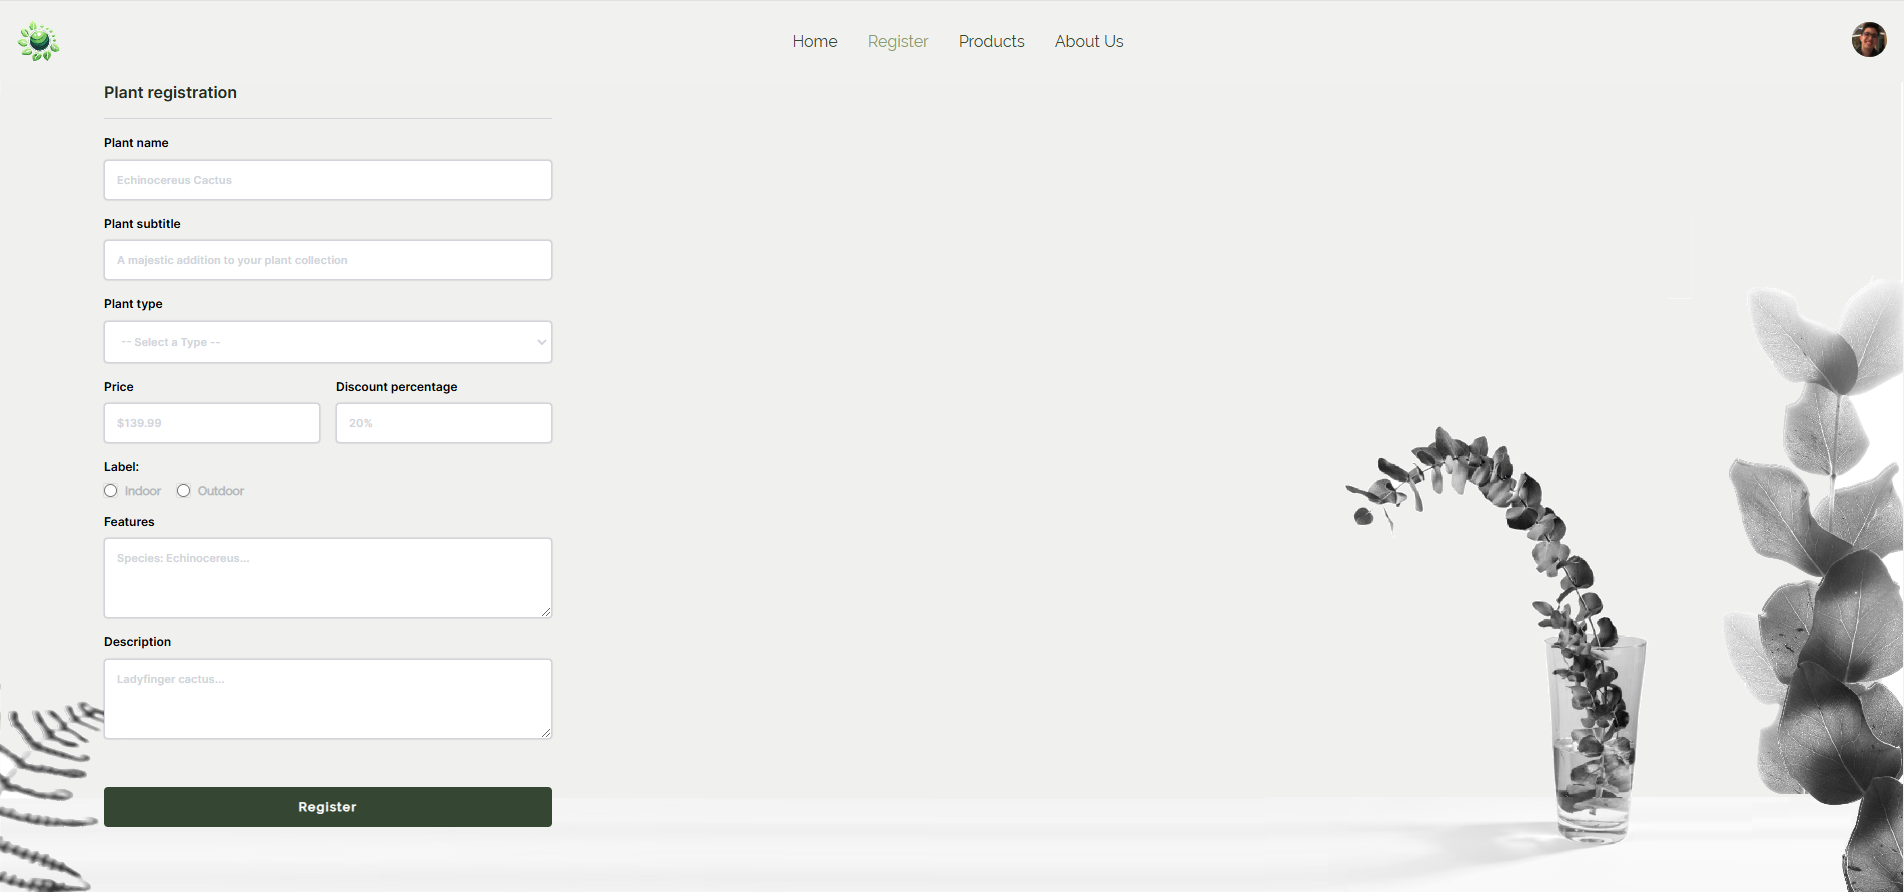 Home Register Products About Us
Plant registration
Plant name
Echinocereus Cactus
Plant subtitle
A majestic addition to your plant collection
Plant type
-- Select a Type --
Price Discount percentage
$139.99 20%
Label:
Indoor Outdoor
Features
Species: Echinocereus...
Description
Ladyfinger cactus...
Register